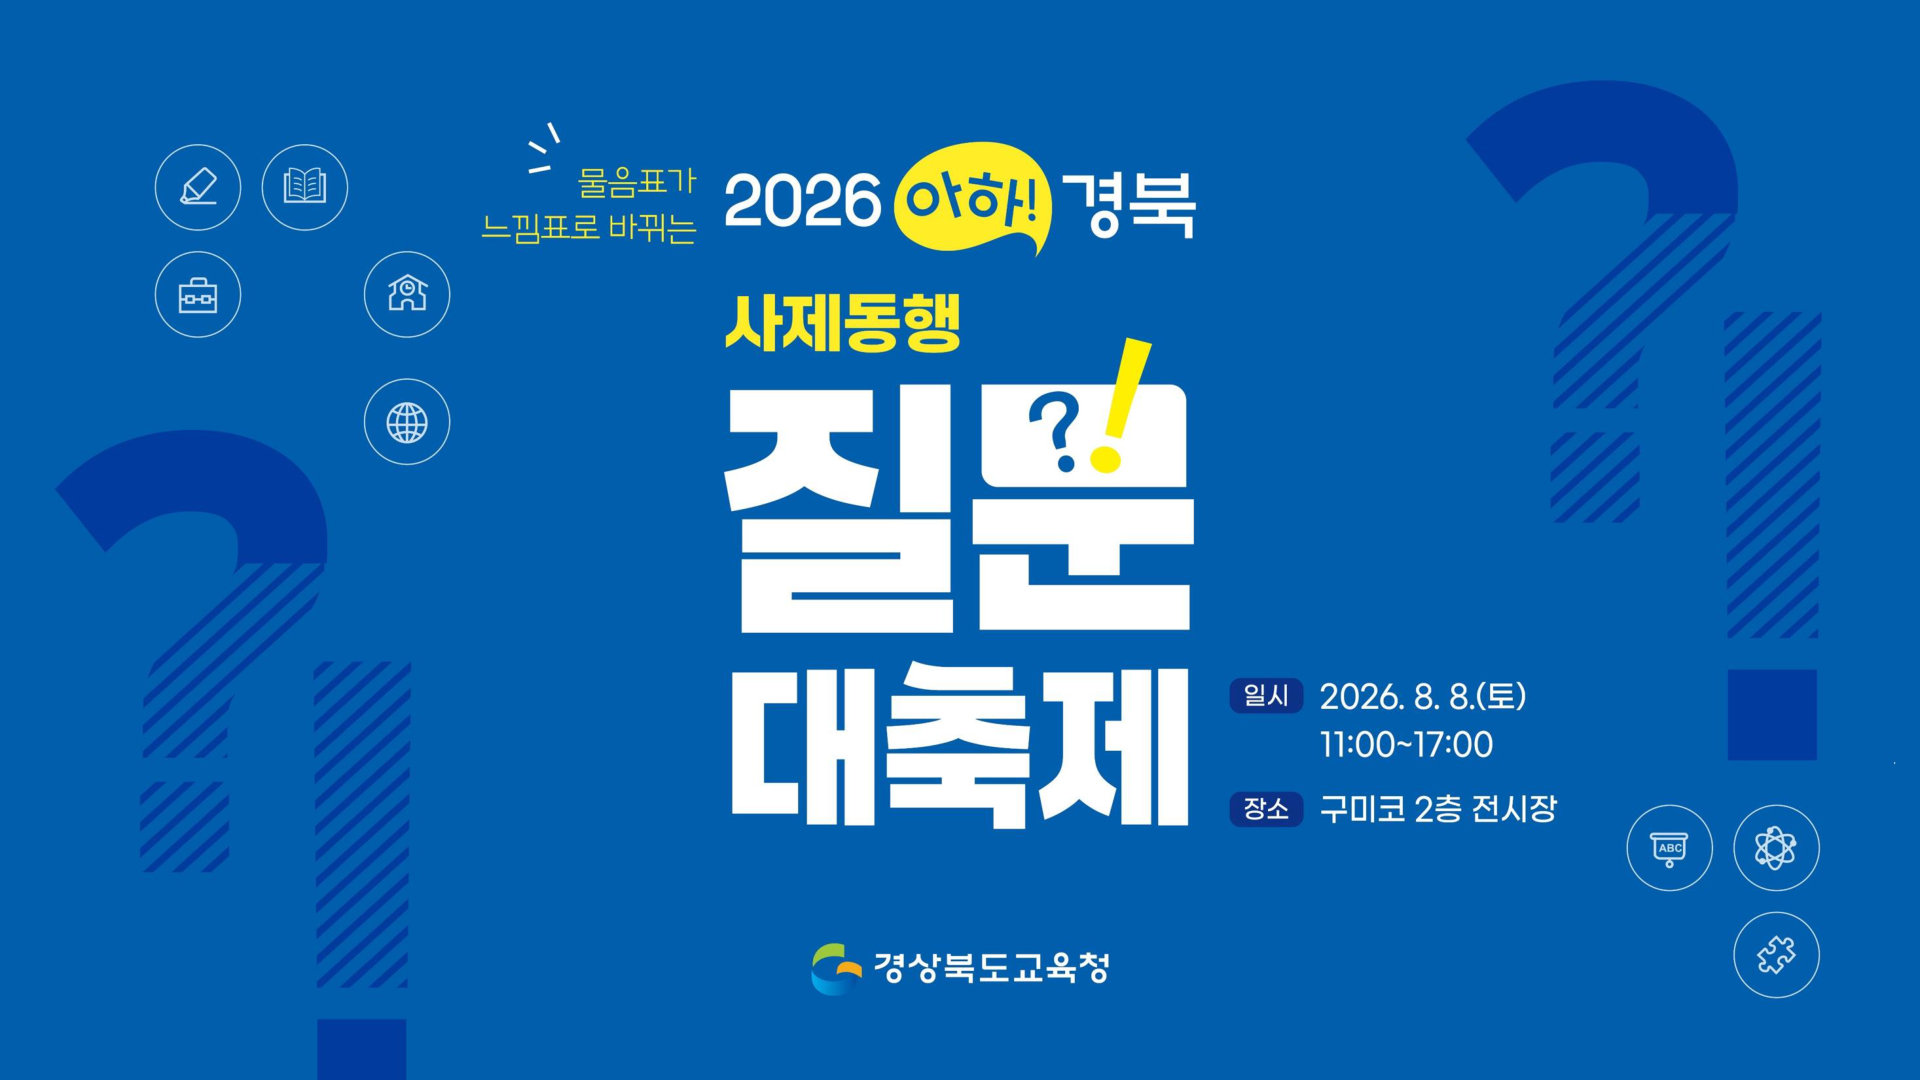 물음표가
느낌표로 바뀌는
2026 아하! 경북
사제동행
질문
?!
대축제
일시 2026. 8. 8.(토)
11:00~17:00
장소 구미코 2층 전시장
ABC
경상북도교육청